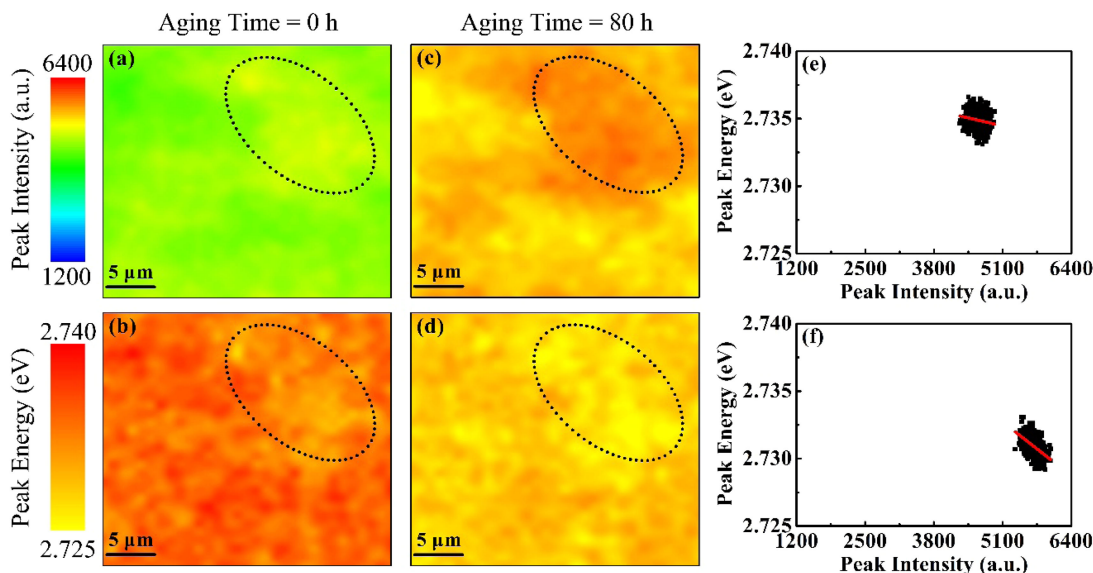 Aging Time = 0 h
Aging Time = 80 h
6400
Peak Intensity (a.u.)
1200
(a)
5 µm
(c)
5 µm
(e)
2.740
2.735
2.730
2.725
Peak Energy (eV)
1200 2500 3800 5100 6400
Peak Intensity (a.u.)
2.740
Peak Energy (eV)
2.725
(b)
5 µm
(d)
5 µm
(f)
2.740
2.735
2.730
2.725
Peak Energy (eV)
1200 2500 3800 5100 6400
Peak Intensity (a.u.)